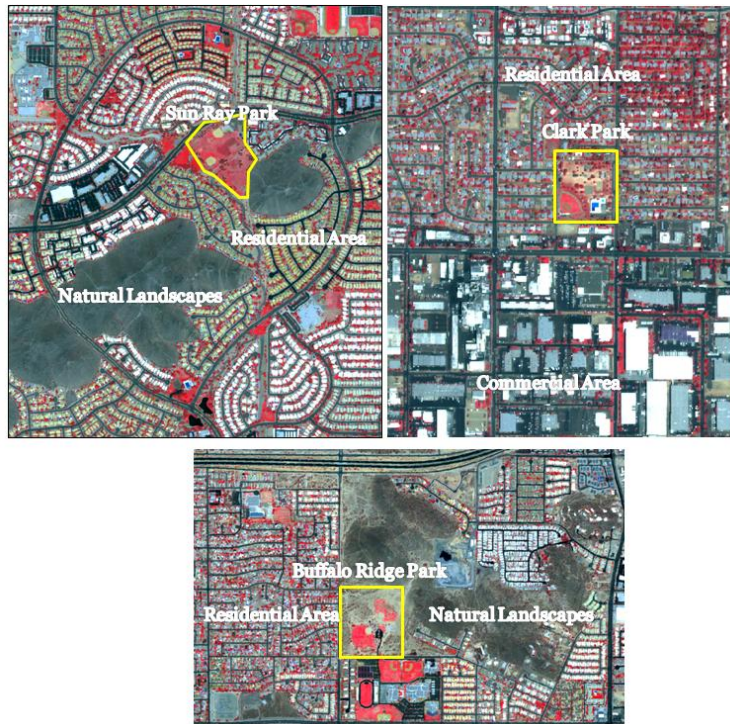 Sun Ray Park
Residential Area
Natural Landscapes
Residential Area
Clark Park
Commercial Area
Buffalo Ridge Park
Residential Area
Natural Landscapes